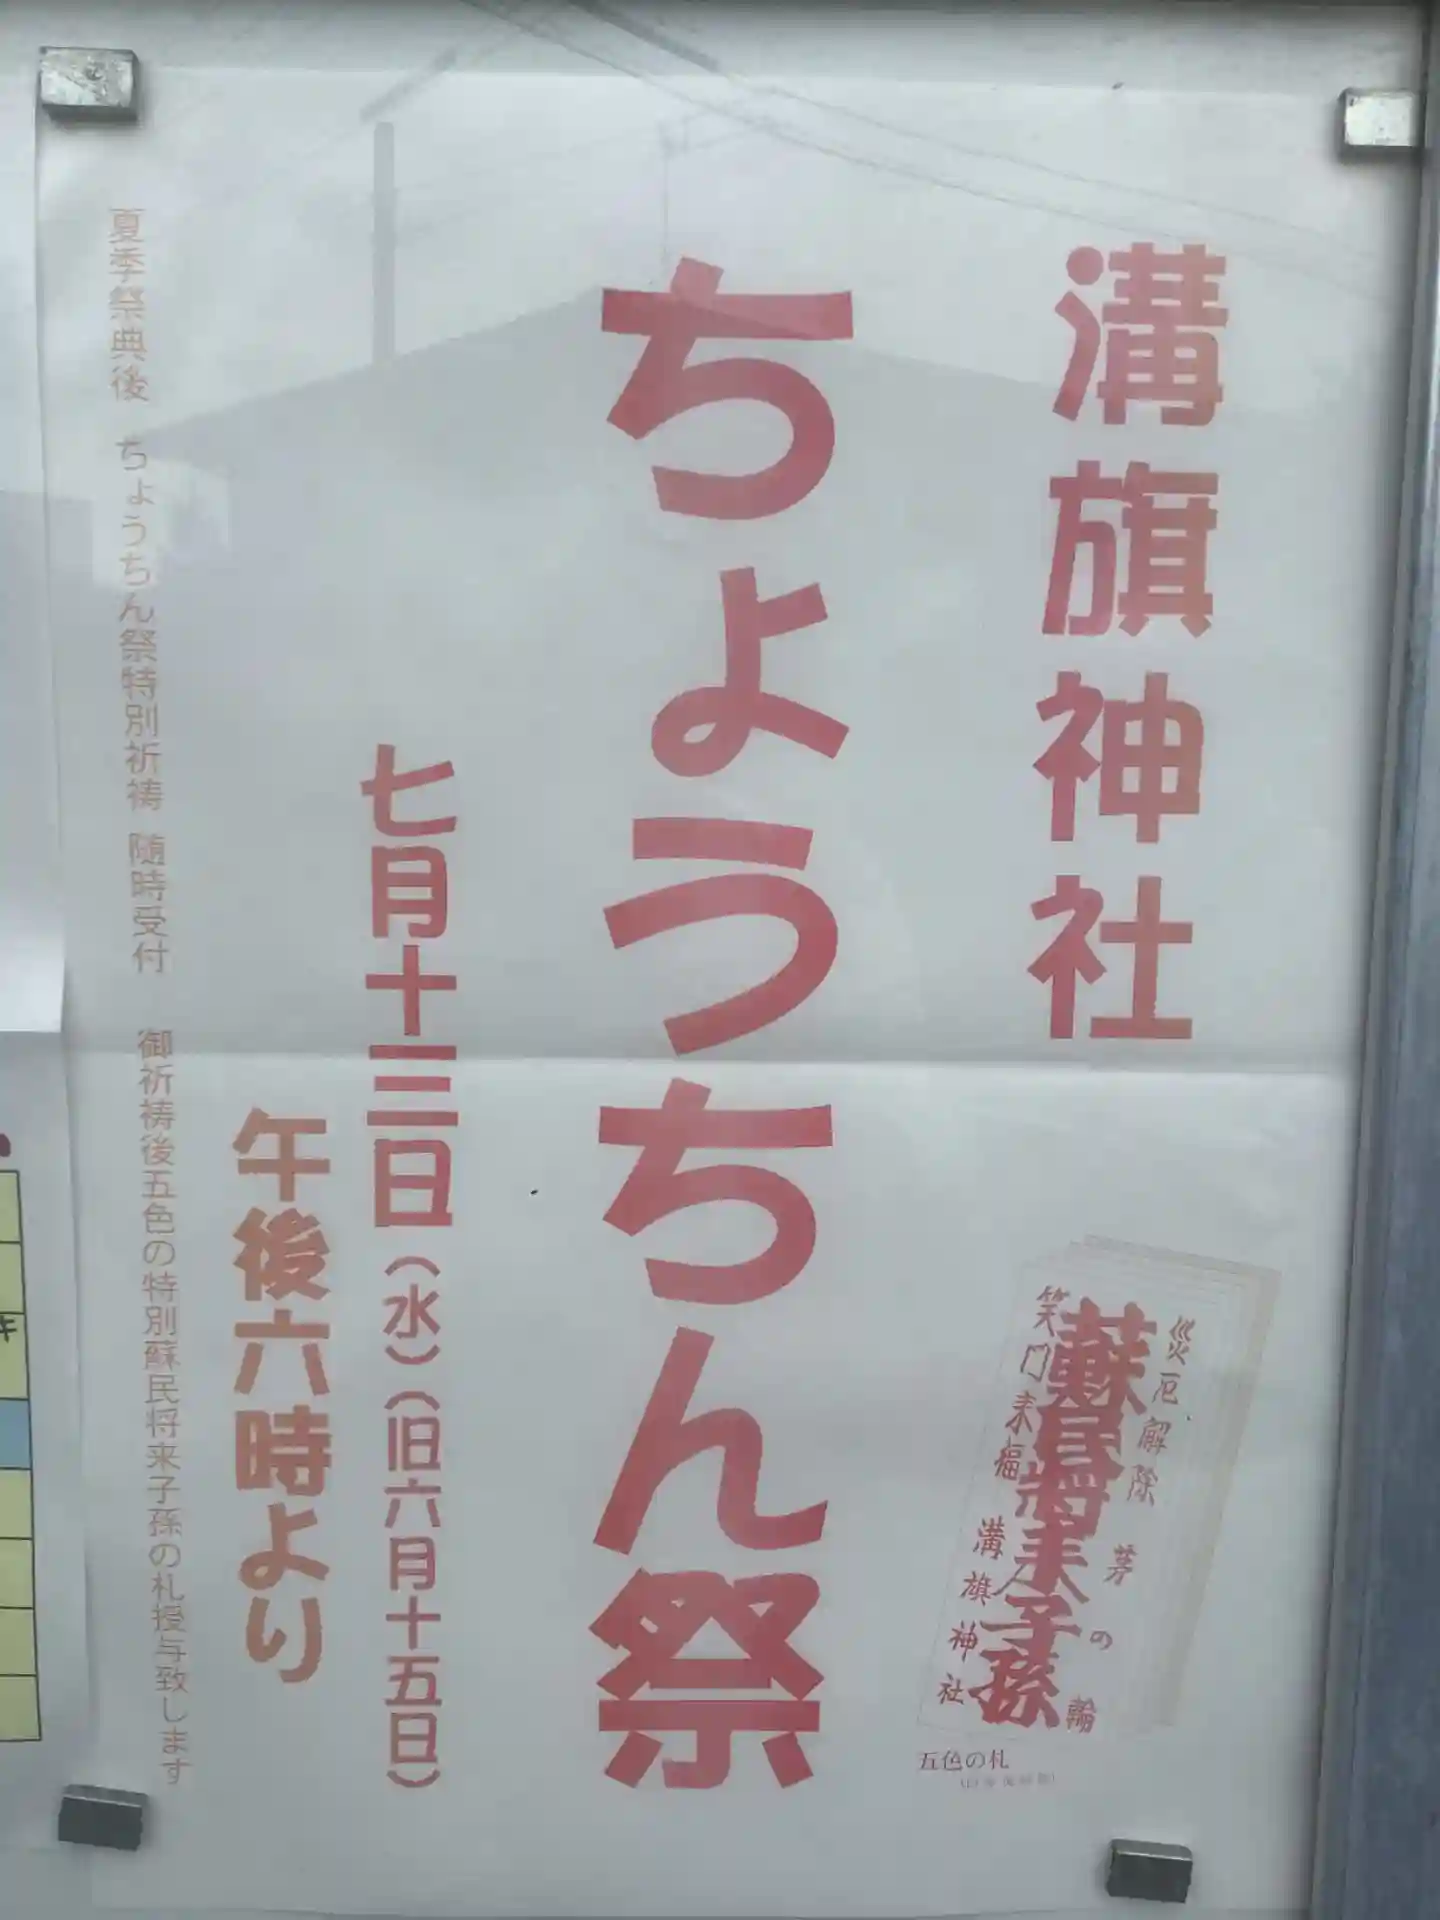 溝旗神社
ちょうちん祭
七月十三日(水)(旧六月十五日)
午後六時より
夏季祭典後 ちょうちん祭特別祈祷 随時受付 御祈祷後五色の特別蘇民将来子孫の札授与致します
災厄解除 茅の輪
蘇民将来子孫
笑門来福 溝旗神社
五色の札